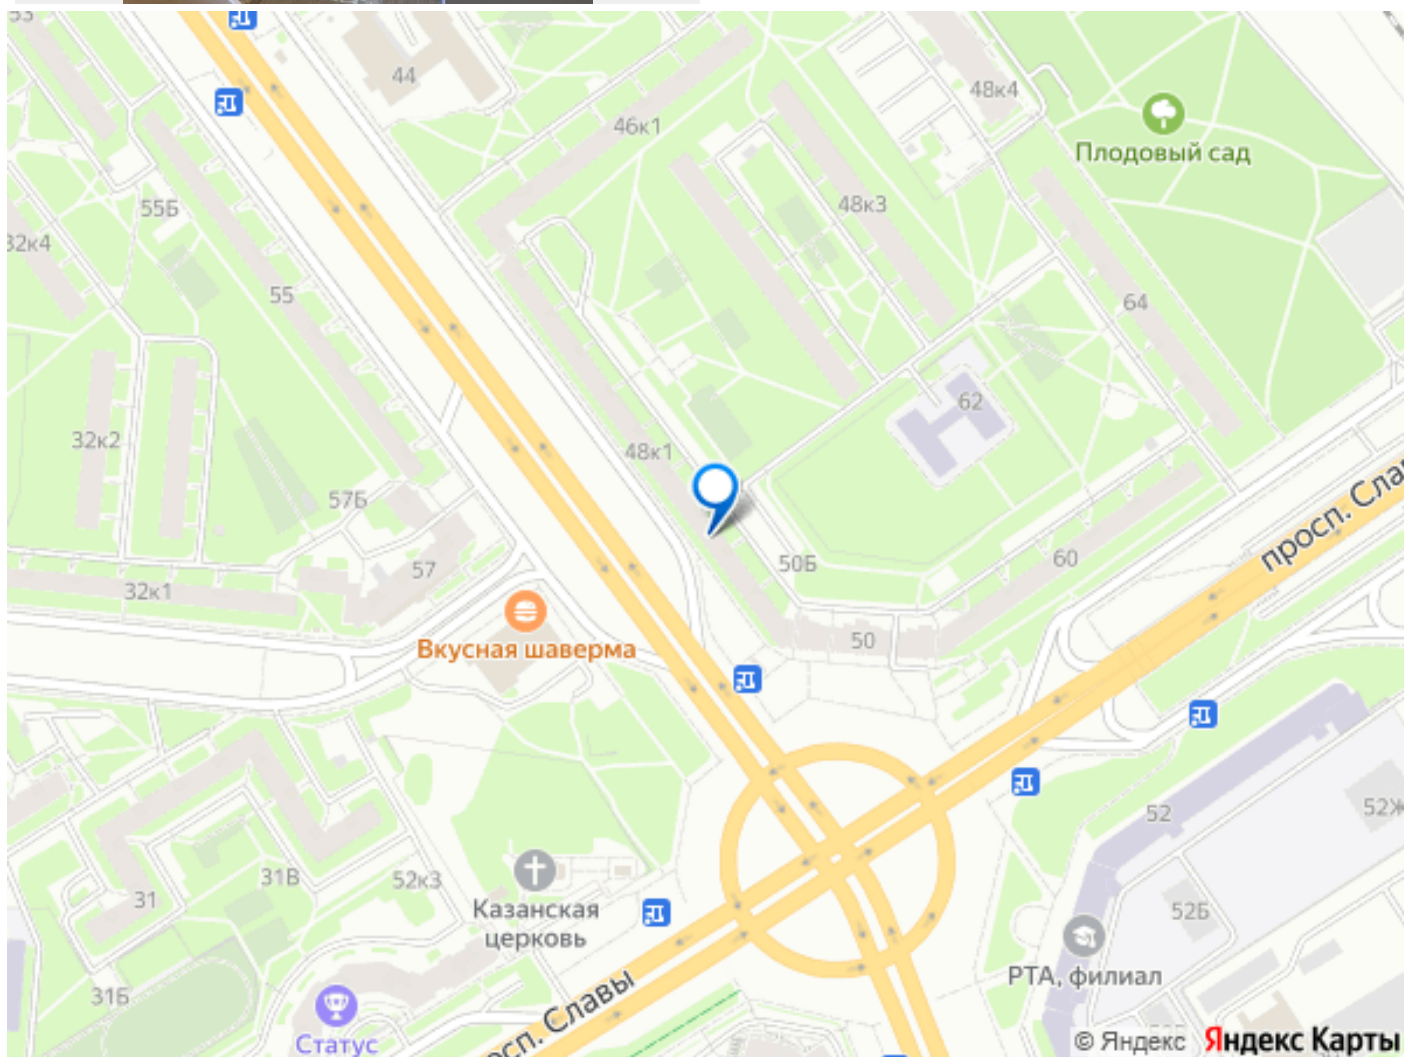 53
44
48к4
46к1
Плодовый сад
55Б
48к3
32к4
55
64
62
32к2
48к1
57Б
просп. Сла
57
50Б
60
32к1
Вкусная шаверма
50
52
52Ж
31В
52к3
31
Казанская
церковь
52Б
РТА, филиал
31Б
просп. Славы
Статус
© Яндекс Яндекс Карты